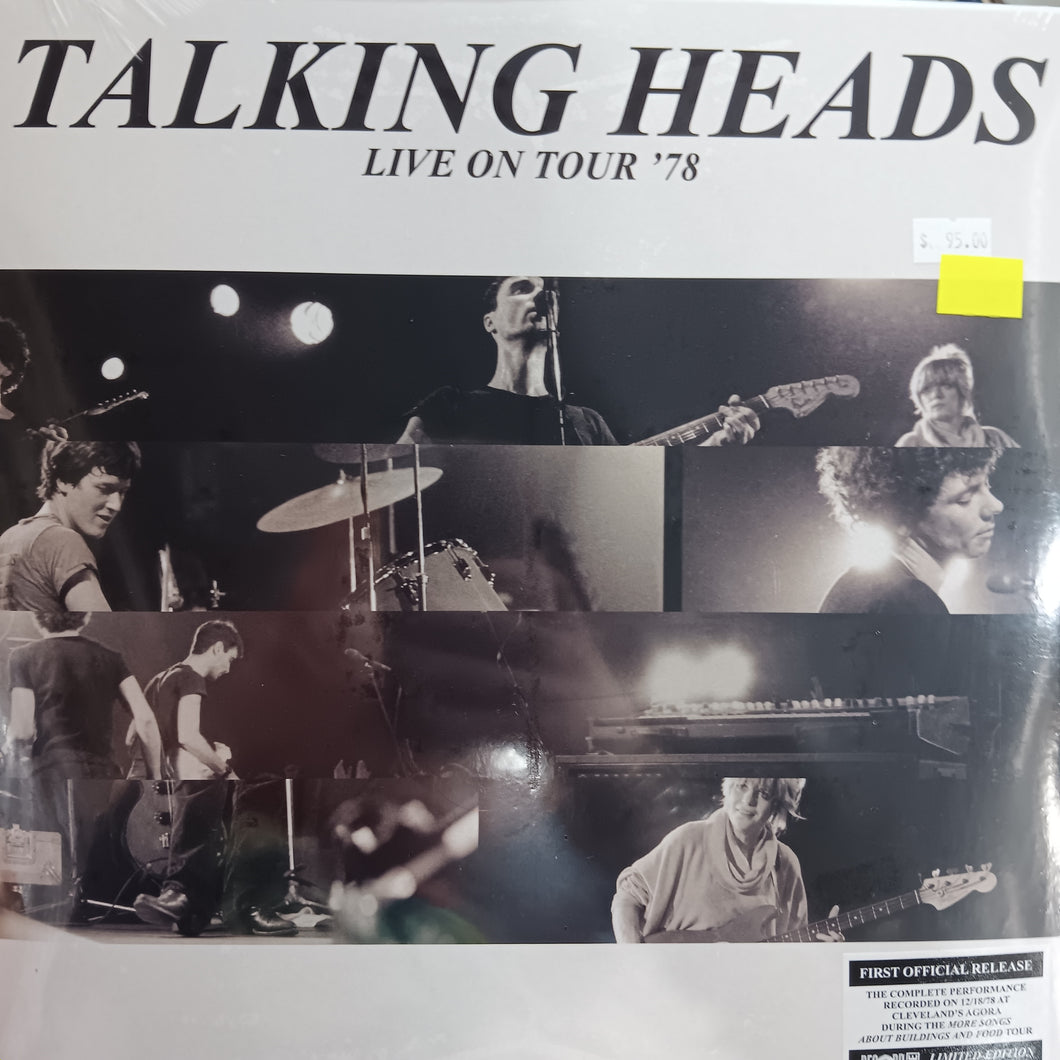 TALKING HEADS
LIVE ON TOUR ’78
$ 95.00
FIRST OFFICIAL RELEASE
THE COMPLETE PERFORMANCE
RECORDED ON 12/18/78 AT
CLEVELAND'S AGORA
DURING THE MORE SONGS
ABOUT BUILDINGS AND FOOD TOUR
LIMITED EDITION